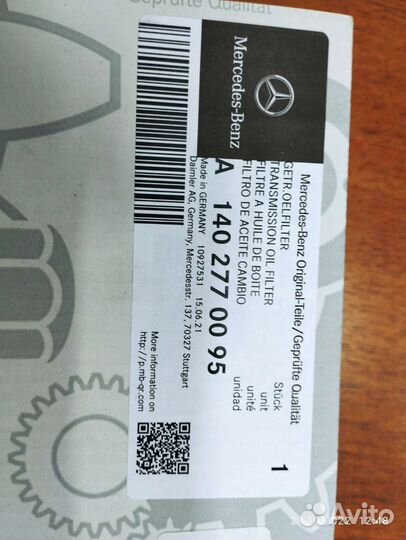 Geprüfte Qualität
Mercedes-Benz
Mercedes-Benz Original-Teile/Geprüfte Qualität
GETR.OELFILTER
TRANSMISSION OIL FILTER
FILTRE A HUILE DE BOITE
FILTRO DE ACEITE CAMBIO
Stück
unit
unité
unidad
1
A 140 277 00 95
Made in GERMANY 10927531 15.06.21
Daimler AG, Germany, Mercedesstr. 137, 70327 Stuttgart
More information on
http://p.mb-qr.com
Avito